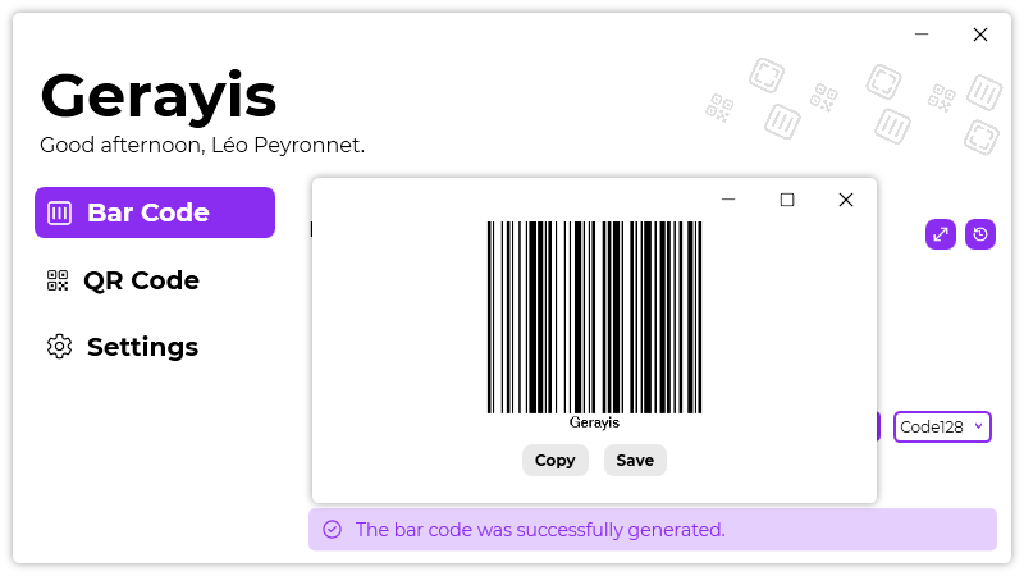 Gerayis
Good afternoon, Léo Peyronnet.
Bar Code
QR Code
Settings
Gerayis
Copy
Save
Code128
The bar code was successfully generated.